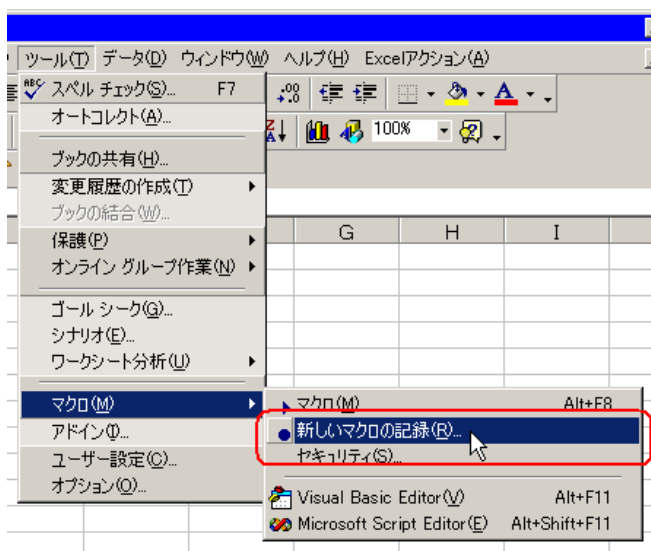 ツール(T) データ(D) ウィンドウ(W) ヘルプ(H) Excelアクション(A)
ABC スペル チェック(S)... F7
オートコレクト(A)...
100%
ブックの共有(H)...
変更履歴の作成(T)
ブックの結合(W)...
保護(P)
G H I
オンライン グループ作業(N)
ゴール シーク(G)...
シナリオ(E)...
ワークシート分析(U)
マクロ(M)
マクロ(M) Alt+F8
アドイン(I)...
新しいマクロの記録(R)...
ユーザー設定(C)...
セキュリティ(S)...
オプション(O)...
Visual Basic Editor(V) Alt+F11
Microsoft Script Editor(E) Alt+Shift+F11